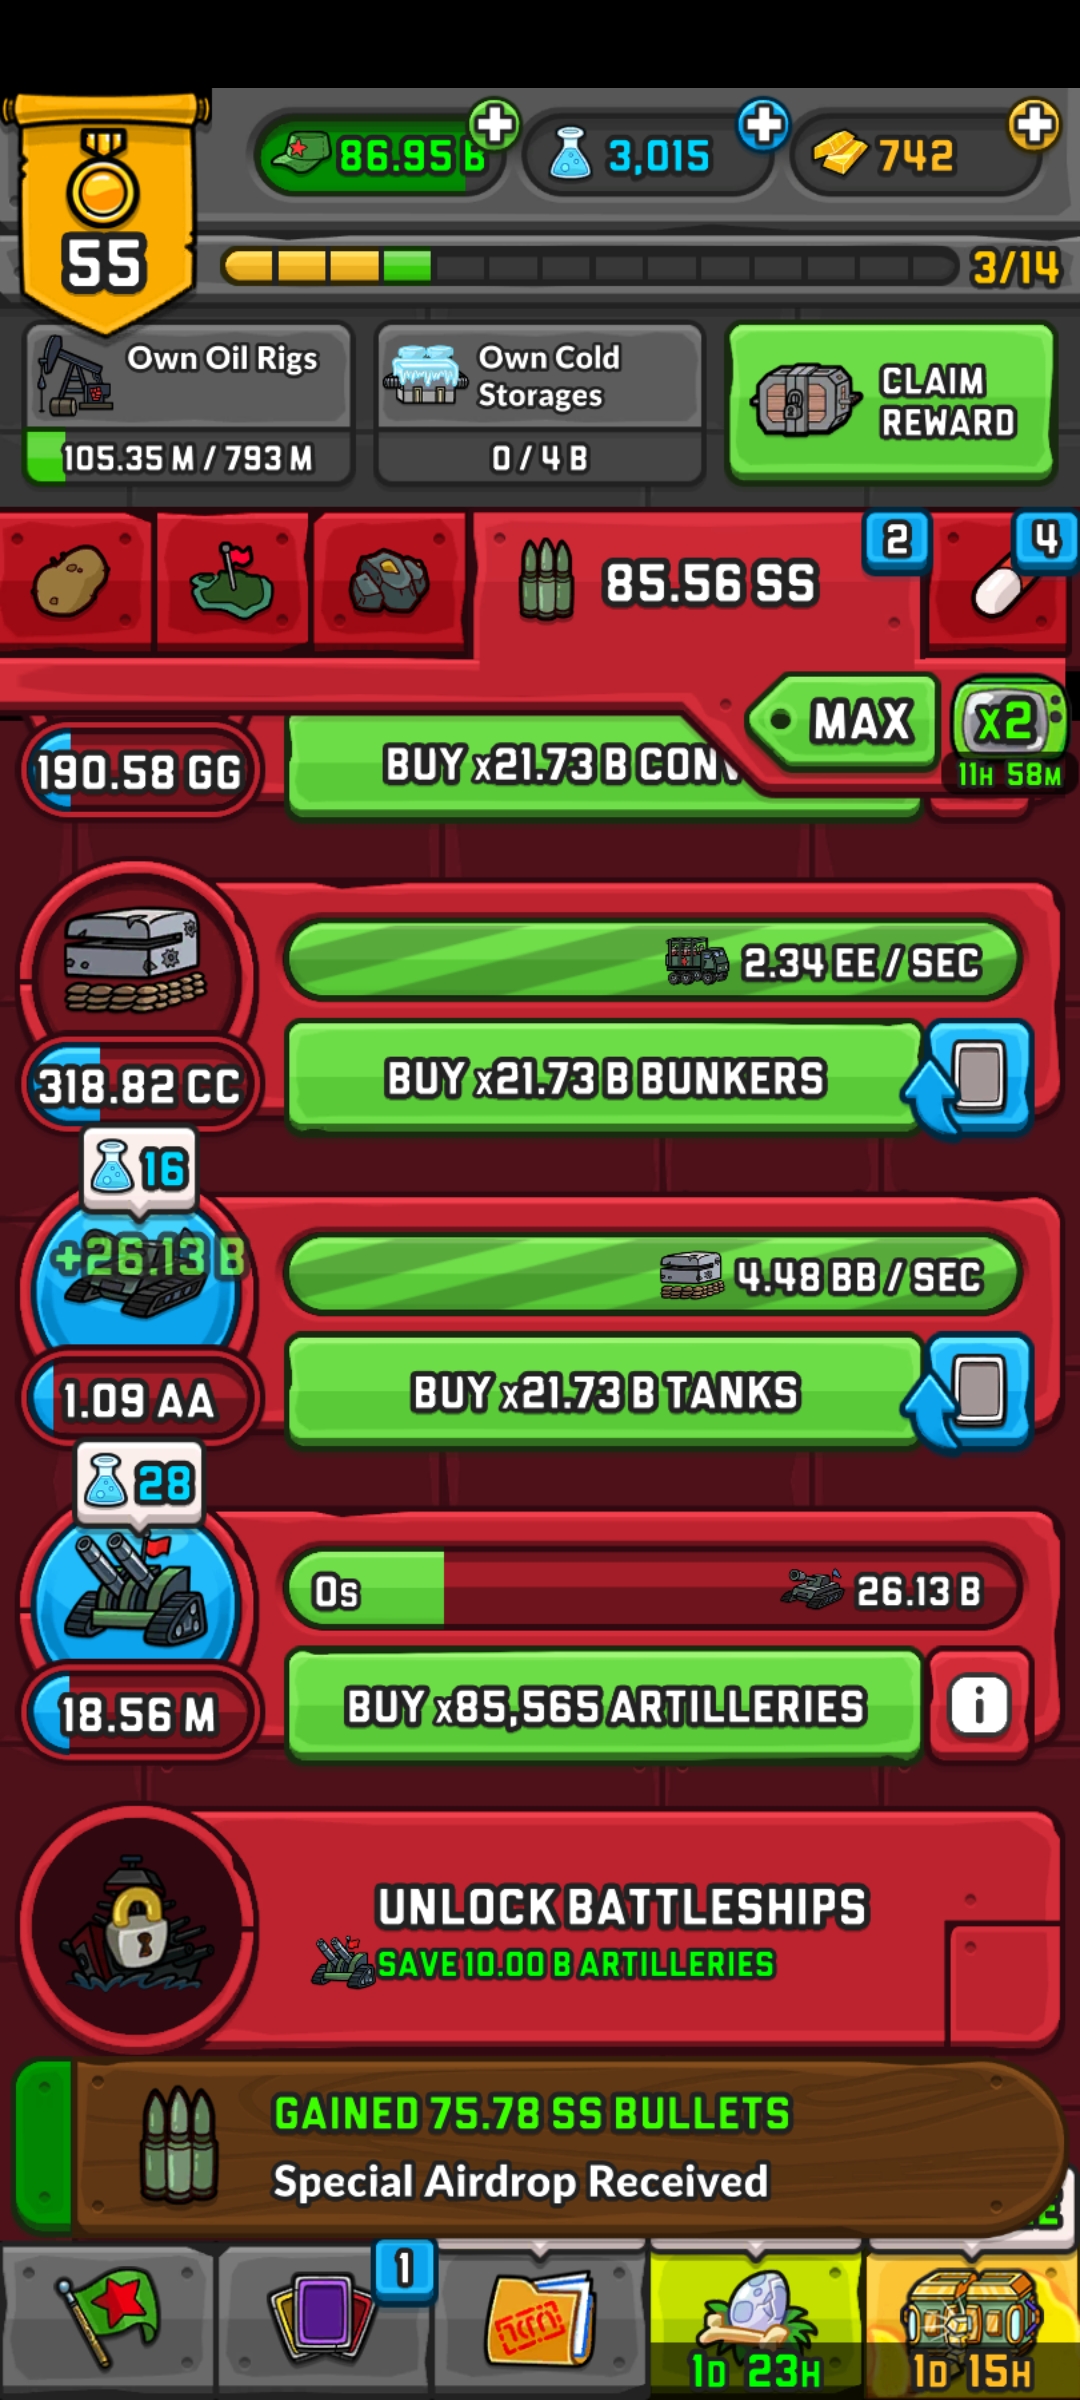 86.95 B
3,015
742
55
3/14
Own Oil Rigs
105.35 M / 793 M
Own Cold
Storages
0 / 4 B
CLAIM
REWARD
85.56 SS
2
4
MAX
x2
11H 58M
190.58 GG
BUY x21.73 B CONV
2.34 EE / SEC
318.82 CC
BUY x21.73 B BUNKERS
16
+26.13 B
4.48 BB / SEC
1.09 AA
BUY x21.73 B TANKS
28
0s
26.13 B
18.56 M
BUY x85,565 ARTILLERIES
i
UNLOCK BATTLESHIPS
SAVE 10.00 B ARTILLERIES
GAINED 75.78 SS BULLETS
Special Airdrop Received
1
1D 23H
1D 15H